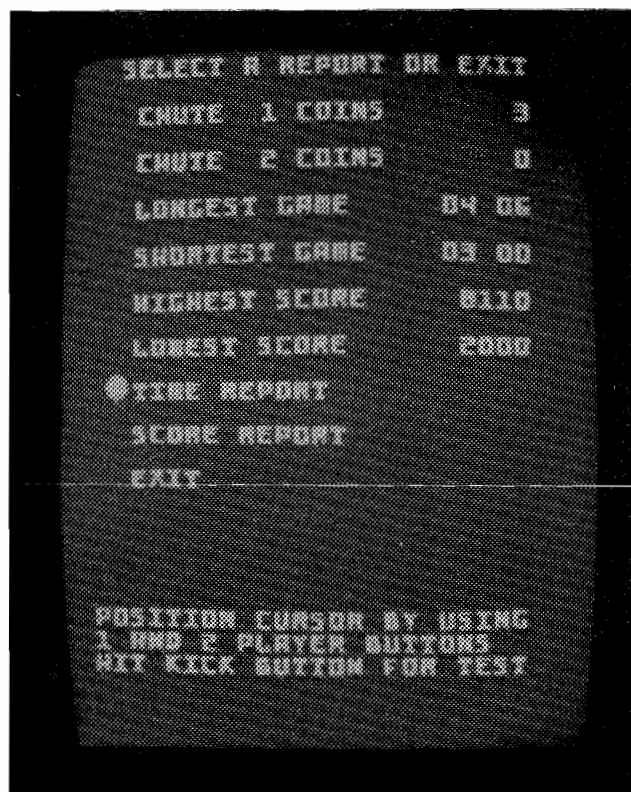 SELECT A REPORT OR EXIT
CHUTE 1 COINS 3
CHUTE 2 COINS 0
LONGEST GAME 04 06
SHORTEST GAME 03 00
HIGHEST SCORE 8110
LOWEST SCORE 2000
TIME REPORT
SCORE REPORT
EXIT
POSITION CURSOR BY USING
1 AND 2 PLAYER BUTTONS
HIT KICK BUTTON FOR TEST